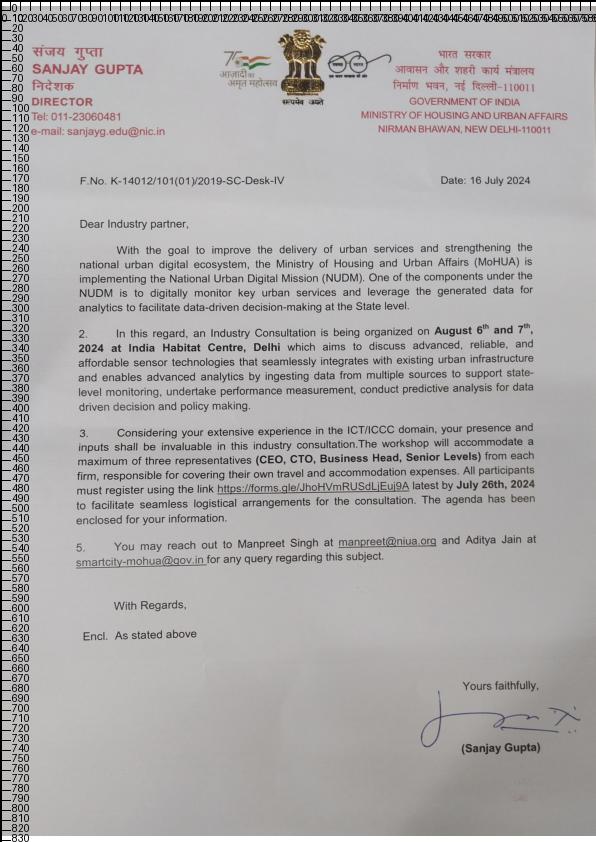 संजय गुप्ता
SANJAY GUPTA
निदेशक
DIRECTOR
Tel: 011-23060481
e-mail: sanjayg.edu@nic.in
आज़ादी का
अमृत महोत्सव
सत्यमेव जयते
भारत सरकार
आवासन और शहरी कार्य मंत्रालय
निर्माण भवन, नई दिल्ली-110011
GOVERNMENT OF INDIA
MINISTRY OF HOUSING AND URBAN AFFAIRS
NIRMAN BHAWAN, NEW DELHI-110011
F.No. K-14012/101(01)/2019-SC-Desk-IV
Date: 16 July 2024
Dear Industry partner,
With the goal to improve the delivery of urban services and strengthening the
national urban digital ecosystem, the Ministry of Housing and Urban Affairs (MoHUA) is
implementing the National Urban Digital Mission (NUDM). One of the components under the
NUDM is to digitally monitor key urban services and leverage the generated data for
analytics to facilitate data-driven decision-making at the State level.
2. In this regard, an Industry Consultation is being organized on August 6th and 7th,
2024 at India Habitat Centre, Delhi which aims to discuss advanced, reliable, and
affordable sensor technologies that seamlessly integrates with existing urban infrastructure
and enables advanced analytics by ingesting data from multiple sources to support state-
level monitoring, undertake performance measurement, conduct predictive analysis for data
driven decision and policy making.
3. Considering your extensive experience in the ICT/ICCC domain, your presence and
inputs shall be invaluable in this industry consultation.The workshop will accommodate a
maximum of three representatives (CEO, CTO, Business Head, Senior Levels) from each
firm, responsible for covering their own travel and accommodation expenses. All participants
must register using the link https://forms.gle/JhoHVmRUSdLjEuj9A latest by July 26th, 2024
to facilitate seamless logistical arrangements for the consultation. The agenda has been
enclosed for your information.
5. You may reach out to Manpreet Singh at manpreet@niua.org and Aditya Jain at
smartcity-mohua@gov.in for any query regarding this subject.
With Regards,
Encl. As stated above
Yours faithfully,
(Sanjay Gupta)